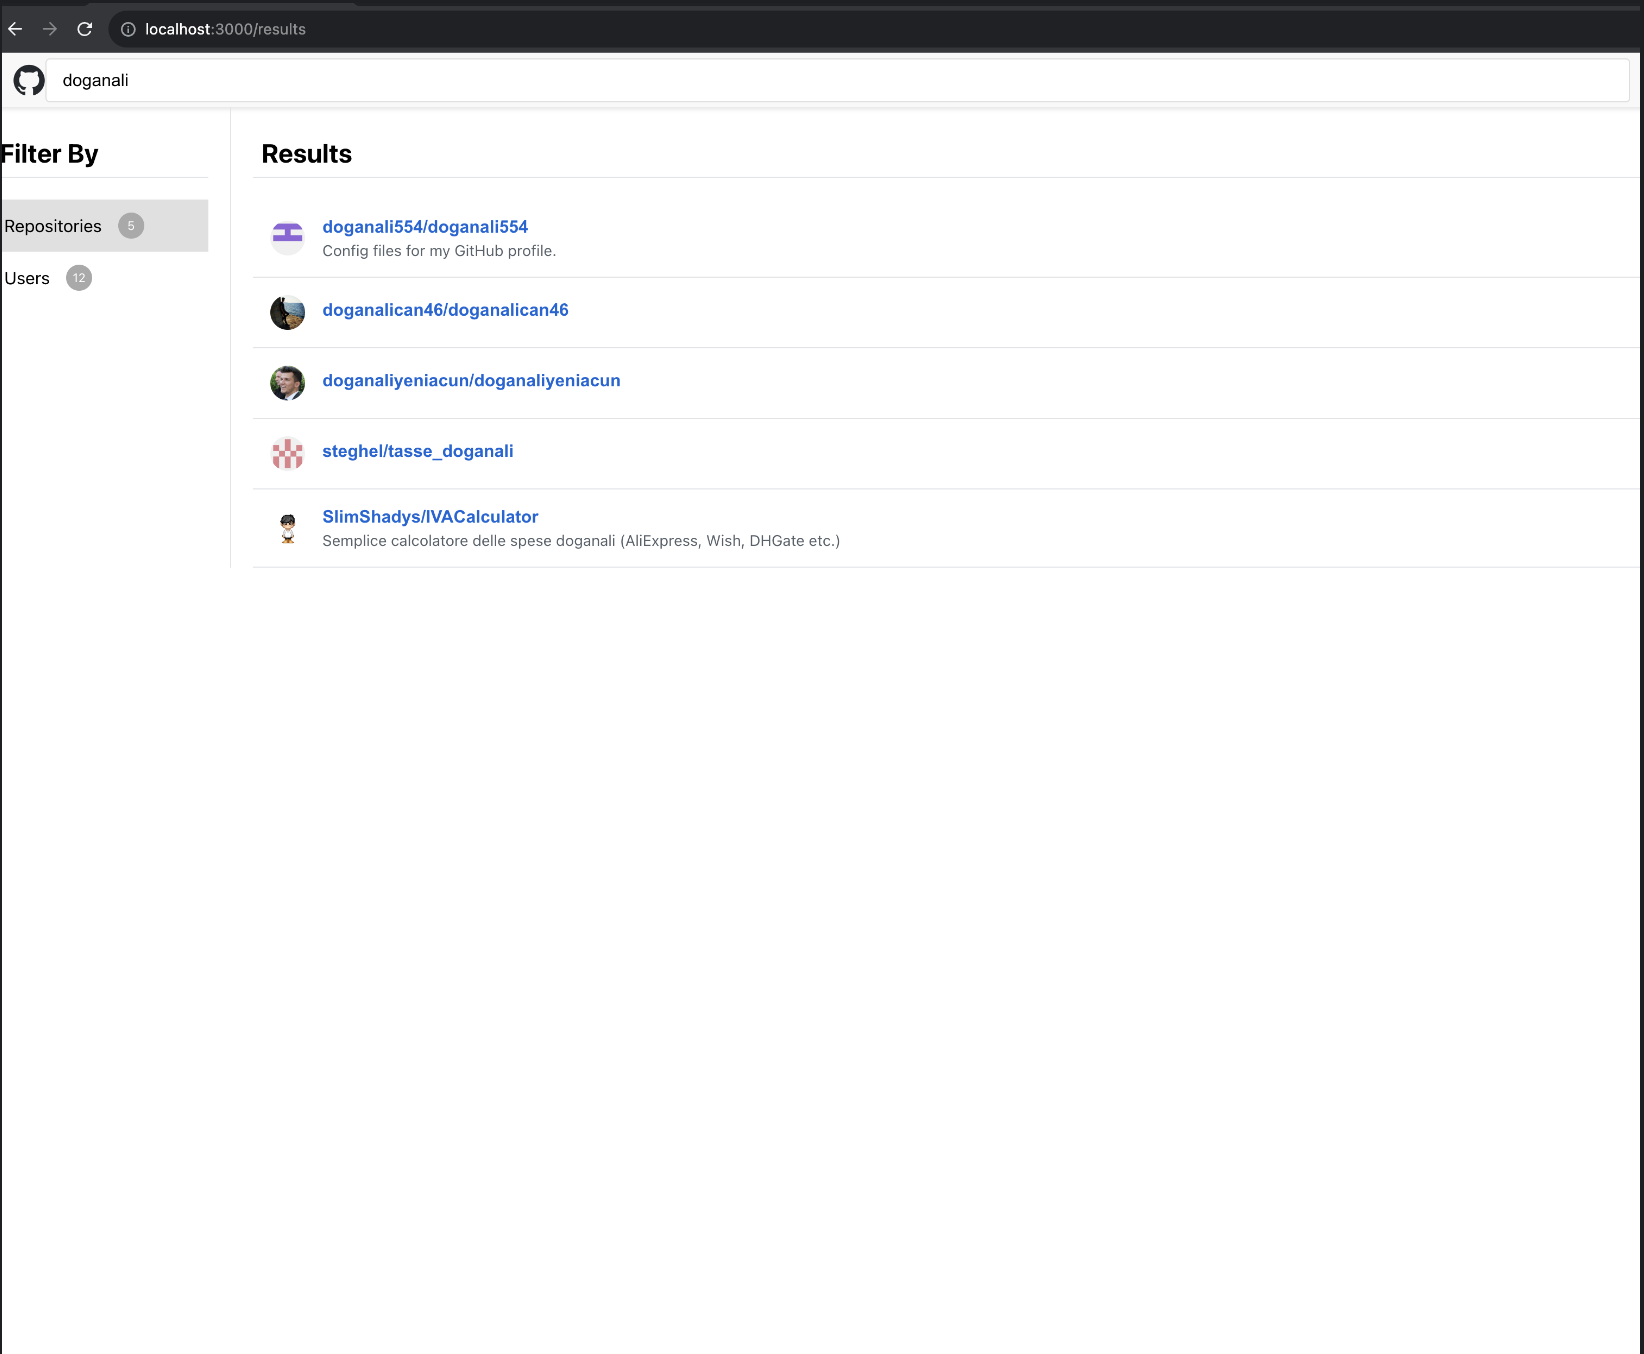 localhost:3000/results
doganali
Filter By
Results
Repositories 5
Users 12
doganali554/doganali554
Config files for my GitHub profile.
doganalican46/doganalican46
doganaliyeniacun/doganaliyeniacun
steghel/tasse_doganali
SlimShadys/IVACalculator
Semplice calcolatore delle spese doganali (AliExpress, Wish, DHGate etc.)